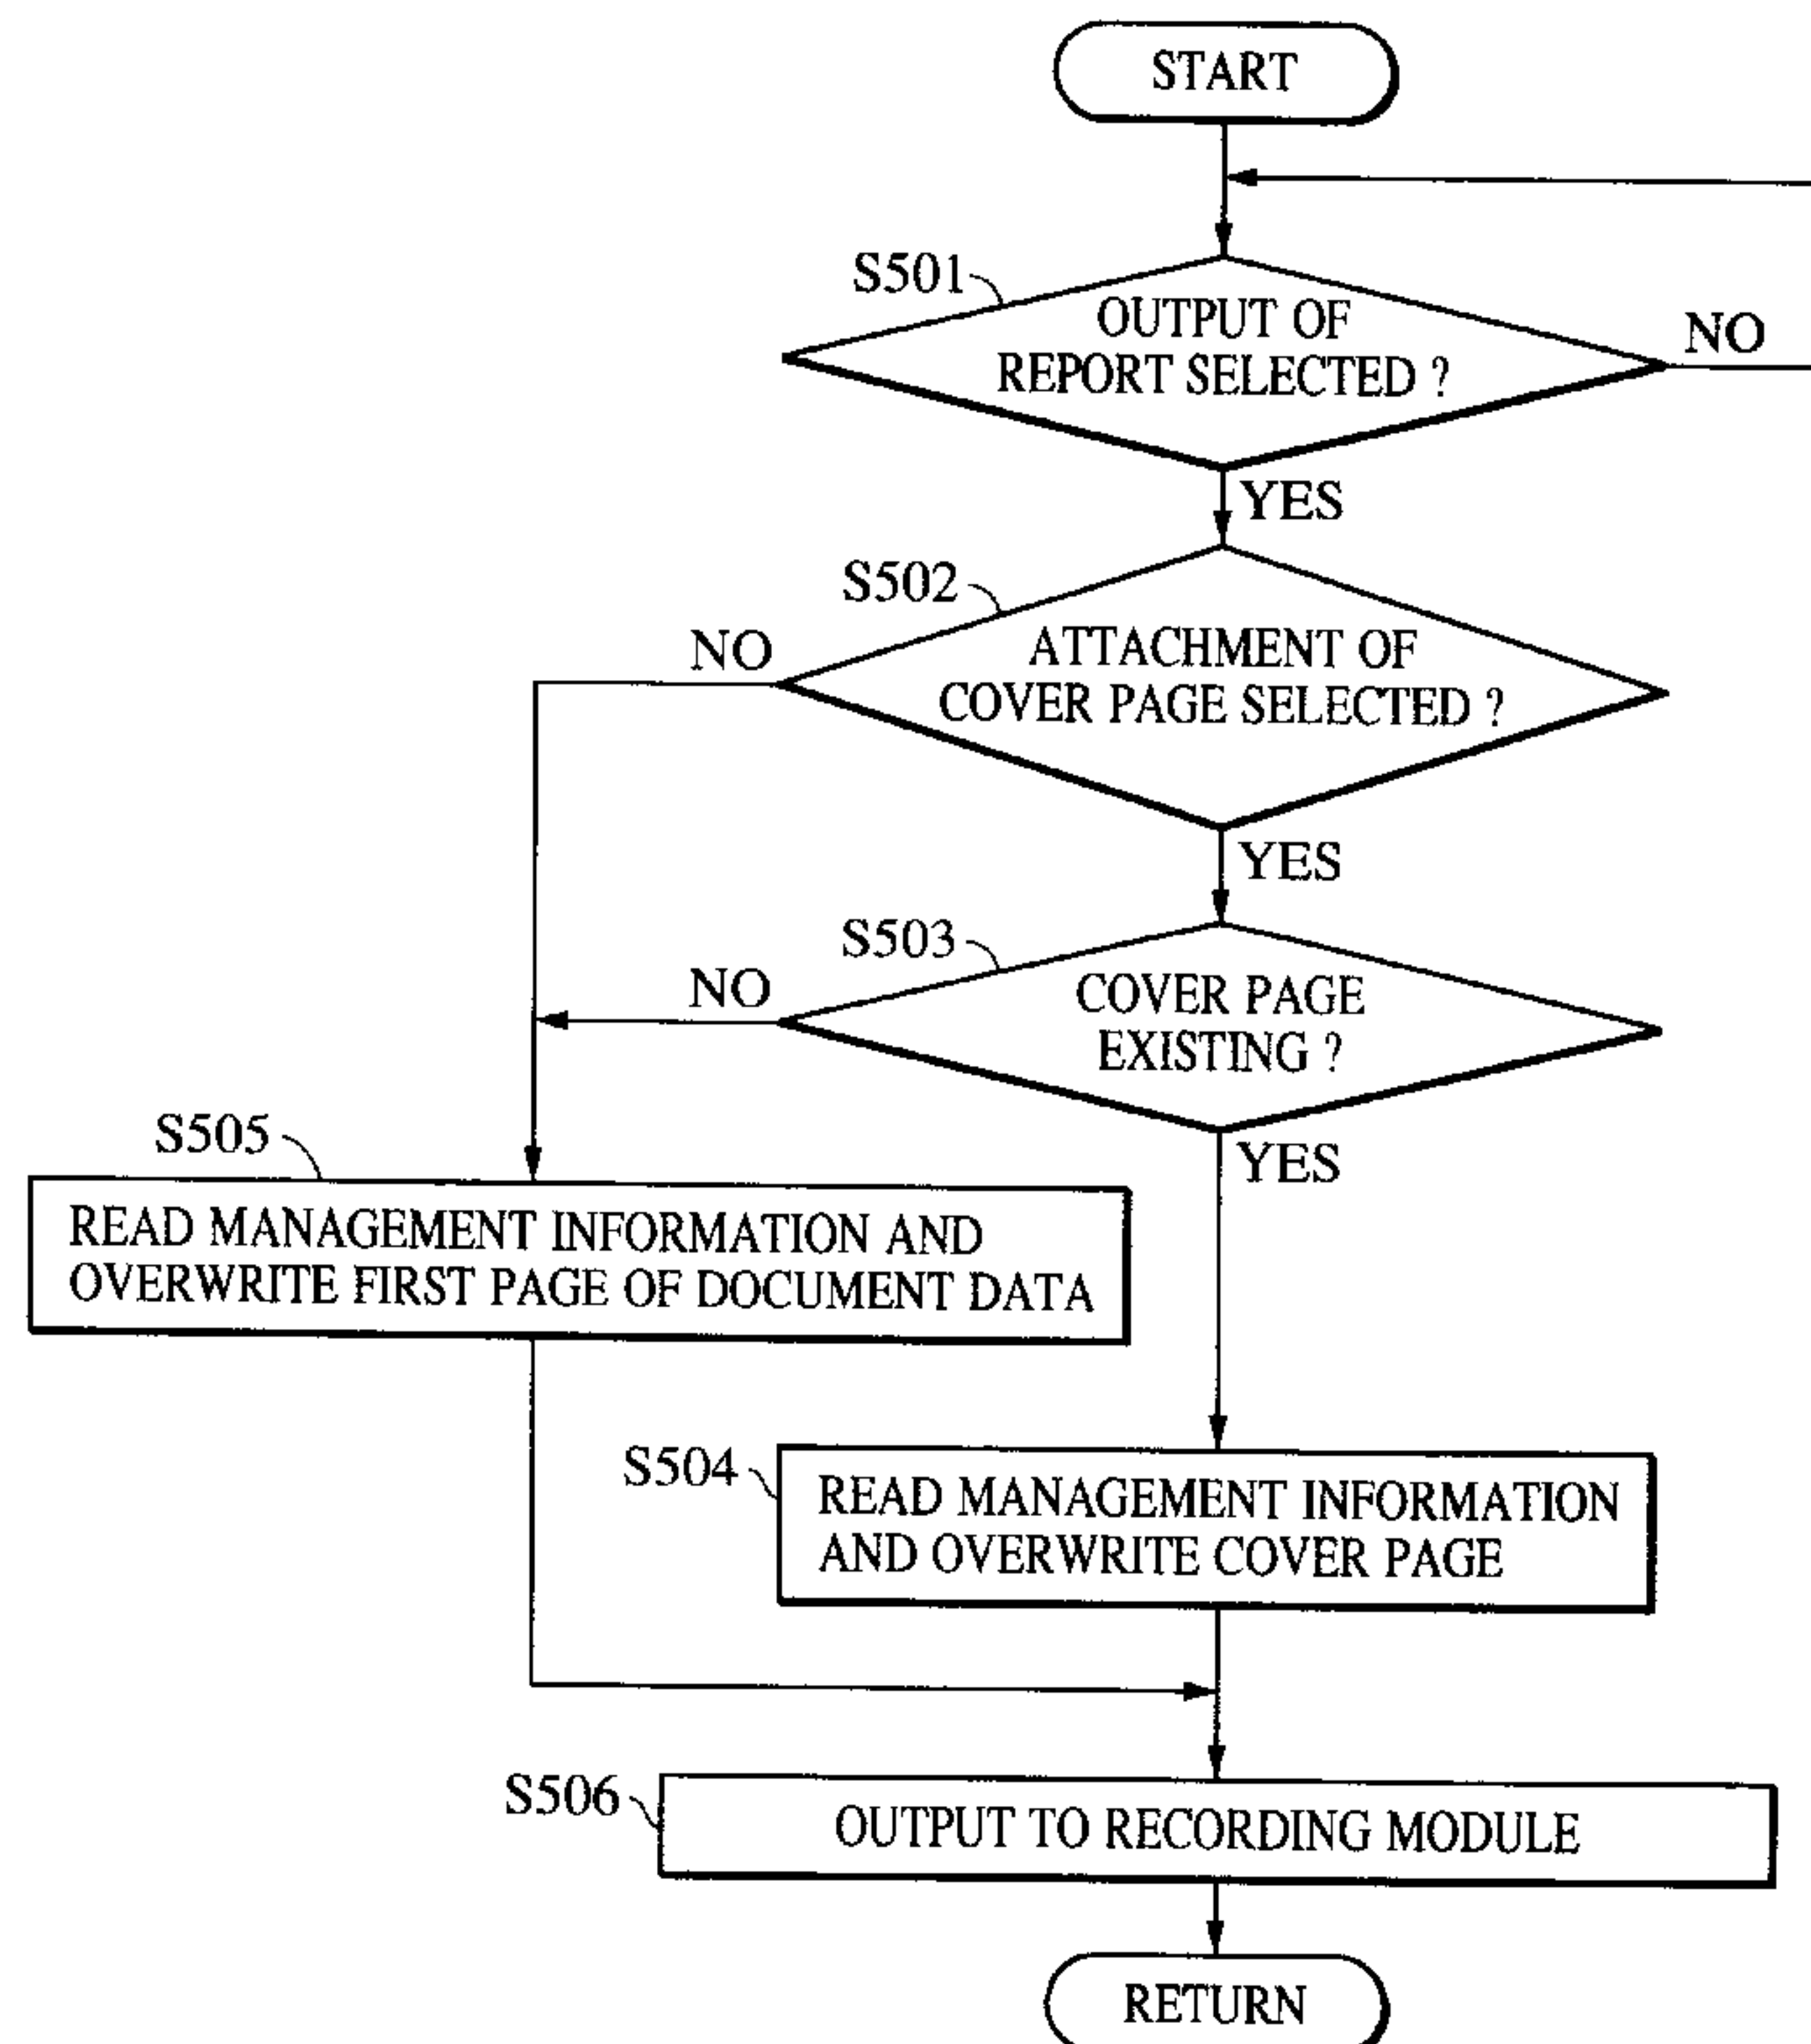 START
S501
OUTPUT OF
REPORT SELECTED ?
NO
YES
S502
NO
ATTACHMENT OF
COVER PAGE SELECTED ?
YES
S503
NO
COVER PAGE
EXISTING ?
YES
S505
READ MANAGEMENT INFORMATION AND
OVERWRITE FIRST PAGE OF DOCUMENT DATA
S504
READ MANAGEMENT INFORMATION
AND OVERWRITE COVER PAGE
S506
OUTPUT TO RECORDING MODULE
RETURN